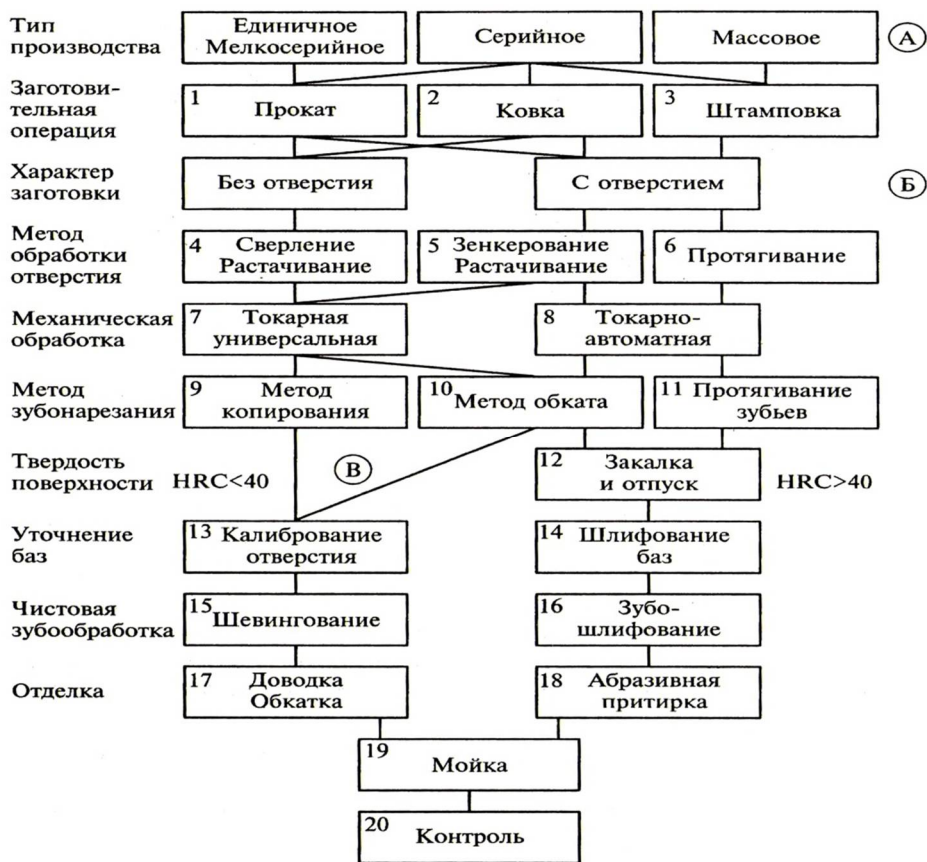 Тип
производства
Единичное
Мелкосерийное
Серийное
Массовое
А
Заготови-
тельная
операция
1
Прокат
2
Ковка
3
Штамповка
Характер
заготовки
Без отверстия
С отверстием
Б
Метод
обработки
отверстия
4
Сверление
Растачивание
5
Зенкерование
Растачивание
6
Протягивание
Механическая
обработка
7
Токарная
универсальная
8
Токарно-
автоматная
Метод
зубонарезания
9
Метод
копирования
10
Метод обката
11
Протягивание
зубьев
Твердость
поверхности
HRC<40
В
12
Закалка
и отпуск
HRC>40
Уточнение
баз
13
Калибрование
отверстия
14
Шлифование
баз
Чистовая
зубообработка
15
Шевингование
16
Зубо-
шлифование
Отделка
17
Доводка
Обкатка
18
Абразивная
притирка
19
Мойка
20
Контроль